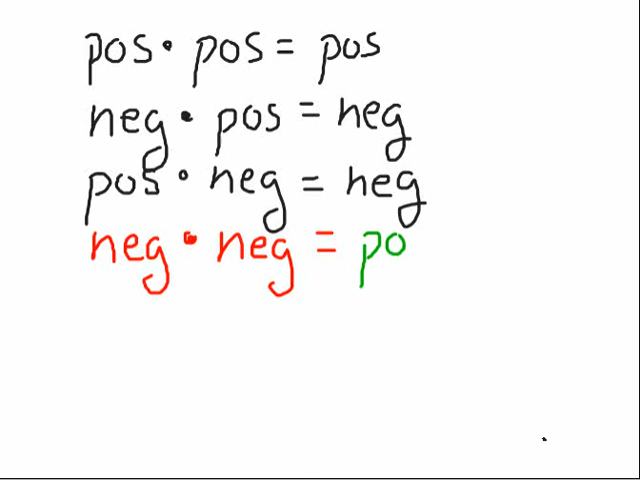 pos · pos = pos
neg · pos = neg
pos · neg = neg
neg · neg = po